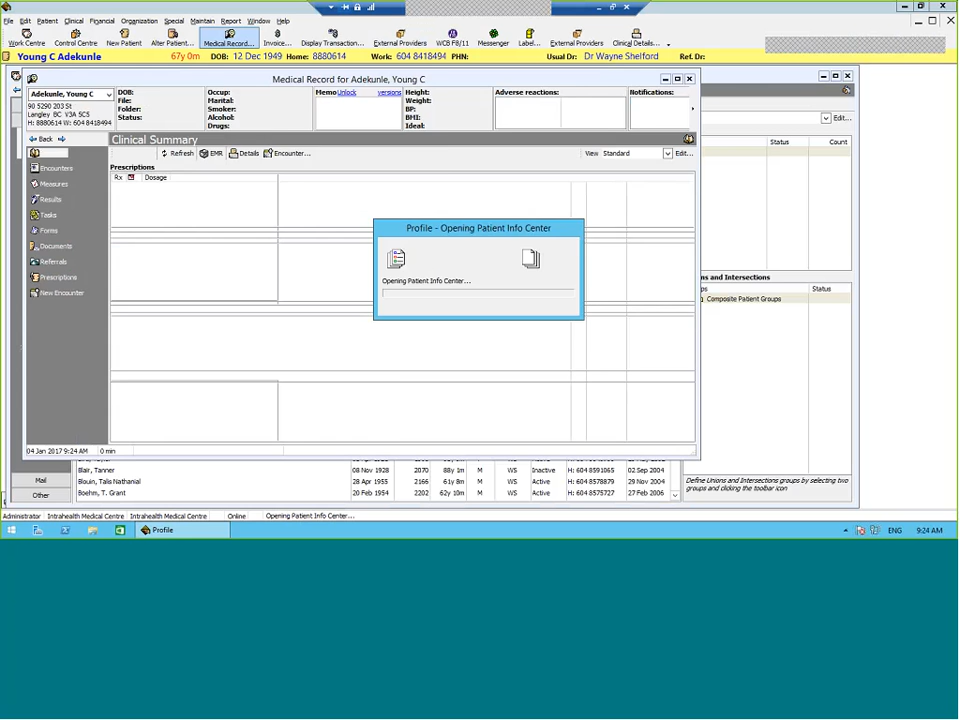 File Edit Patient Clinical Financial Organization Special Maintain Report Window Help
Work Centre Control Centre New Patient Alter Patient... Medical Record... Invoice... Display Transaction... External Providers WCB F8/11 Messenger Label... External Providers Clinical Details...
Young C Adekunle 67y 0m DOB: 12 Dec 1949 Home: 8880614 Work: 604 8418494 PHN: Usual Dr: Dr Wayne Shelford Ref. Dr:
Medical Record for Adekunle, Young C
Adekunle, Young C
90 5290 203 St
Langley BC V3A 5C5
H: 8880614 W: 604 8418494
DOB:
File:
Folder:
Status:
Occup:
Marital:
Smoker:
Alcohol:
Drugs:
Memo Unlock versions
Height:
Weight:
BP:
BMI:
Ideal:
Adverse reactions:
Notifications:
Edit...
Back
Clinical Summary
Refresh EMR Details Encounter... View Standard Edit...
Status Count
Prescriptions
Rx Dosage
Encounters
Measures
Results
Tasks
Forms
Documents
Referrals
Prescriptions
New Encounter
Profile - Opening Patient Info Center
Opening Patient Info Center...
ns and Intersections
Status
Composite Patient Groups
04 Jan 2017 9:24 AM 0 min
Mail
Other
Blair, Tanner 08 Nov 1928 2070 88y 1m M WS Inactive H: 604 8591065 02 Sep 2004
Blouin, Talis Nathanial 28 Apr 1955 2166 61y 8m M WS Active H: 604 8578879 29 Nov 2004
Boehm, T. Grant 20 Feb 1954 2202 62y 10m M WS Active H: 604 8575727 27 Feb 2006
Define Unions and Intersections groups by selecting two
groups and clicking the toolbar icon
Administrator Intrahealth Medical Centre Intrahealth Medical Centre Online Opening Patient Info Center...
Profile ENG 9:24 AM